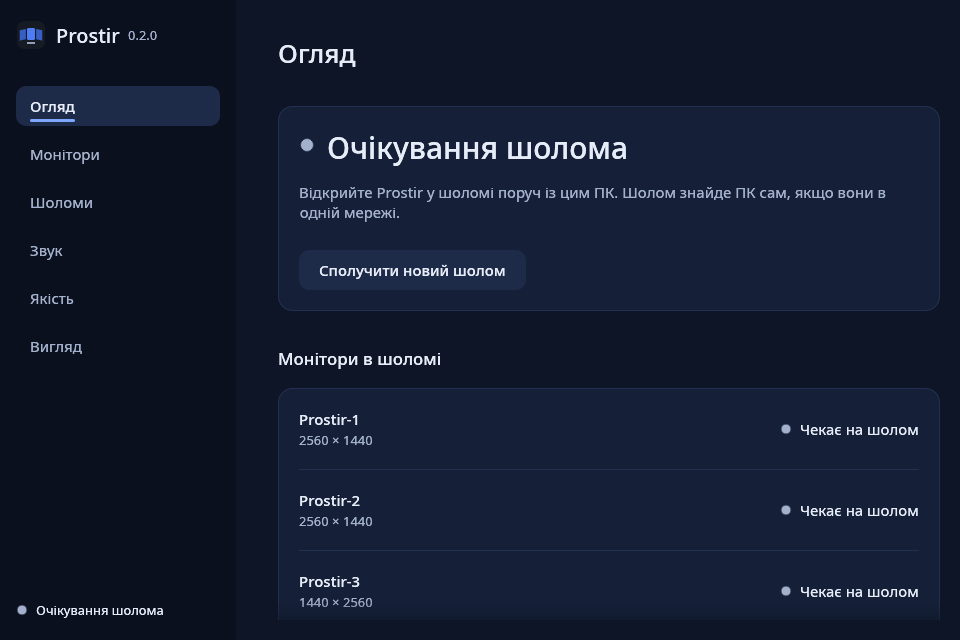 Prostir 0.2.0
Огляд
Монітори
Шоломи
Звук
Якість
Вигляд
Очікування шолома
Огляд
Очікування шолома
Відкрийте Prostir у шоломі поруч із цим ПК. Шолом знайде ПК сам, якщо вони в
одній мережі.
Сполучити новий шолом
Монітори в шоломі
Prostir-1
2560 × 1440
Чекає на шолом
Prostir-2
2560 × 1440
Чекає на шолом
Prostir-3
1440 × 2560
Чекає на шолом